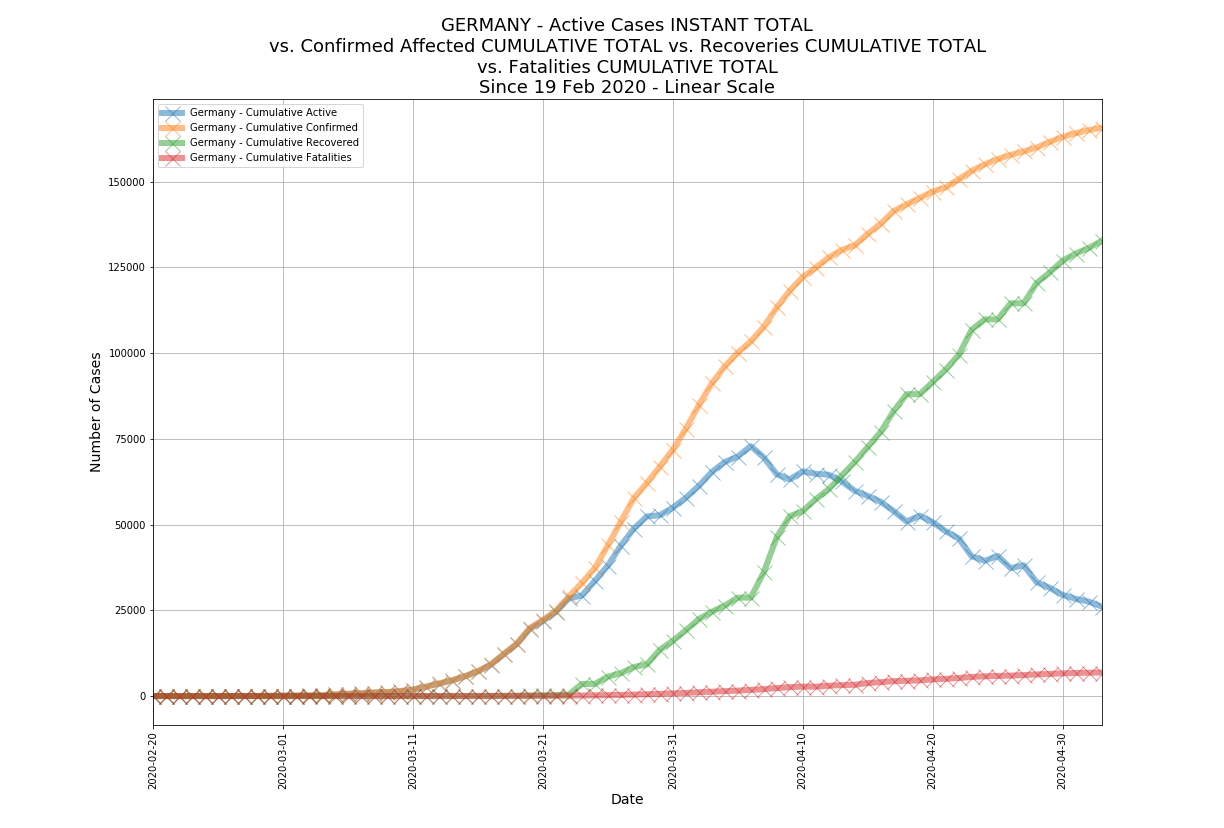 GERMANY - Active Cases INSTANT TOTAL
vs. Confirmed Affected CUMULATIVE TOTAL vs. Recoveries CUMULATIVE TOTAL
vs. Fatalities CUMULATIVE TOTAL
Since 19 Feb 2020 - Linear Scale
Germany - Cumulative Active
Germany - Cumulative Confirmed
Germany - Cumulative Recovered
Germany - Cumulative Fatalities
Number of Cases
150000
125000
100000
75000
50000
25000
0
2020-02-20
2020-03-01
2020-03-11
2020-03-21
2020-03-31
2020-04-10
2020-04-20
2020-04-30
Date